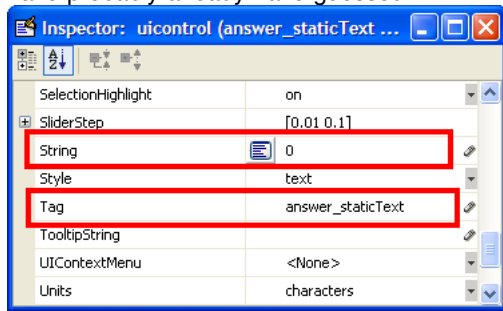 Inspector: uicontrol (answer_staticText ...
SelectionHighlight on
SliderStep [0.01 0.1]
String 0
Style text
Tag answer_staticText
TooltipString
UIContextMenu <None>
Units characters